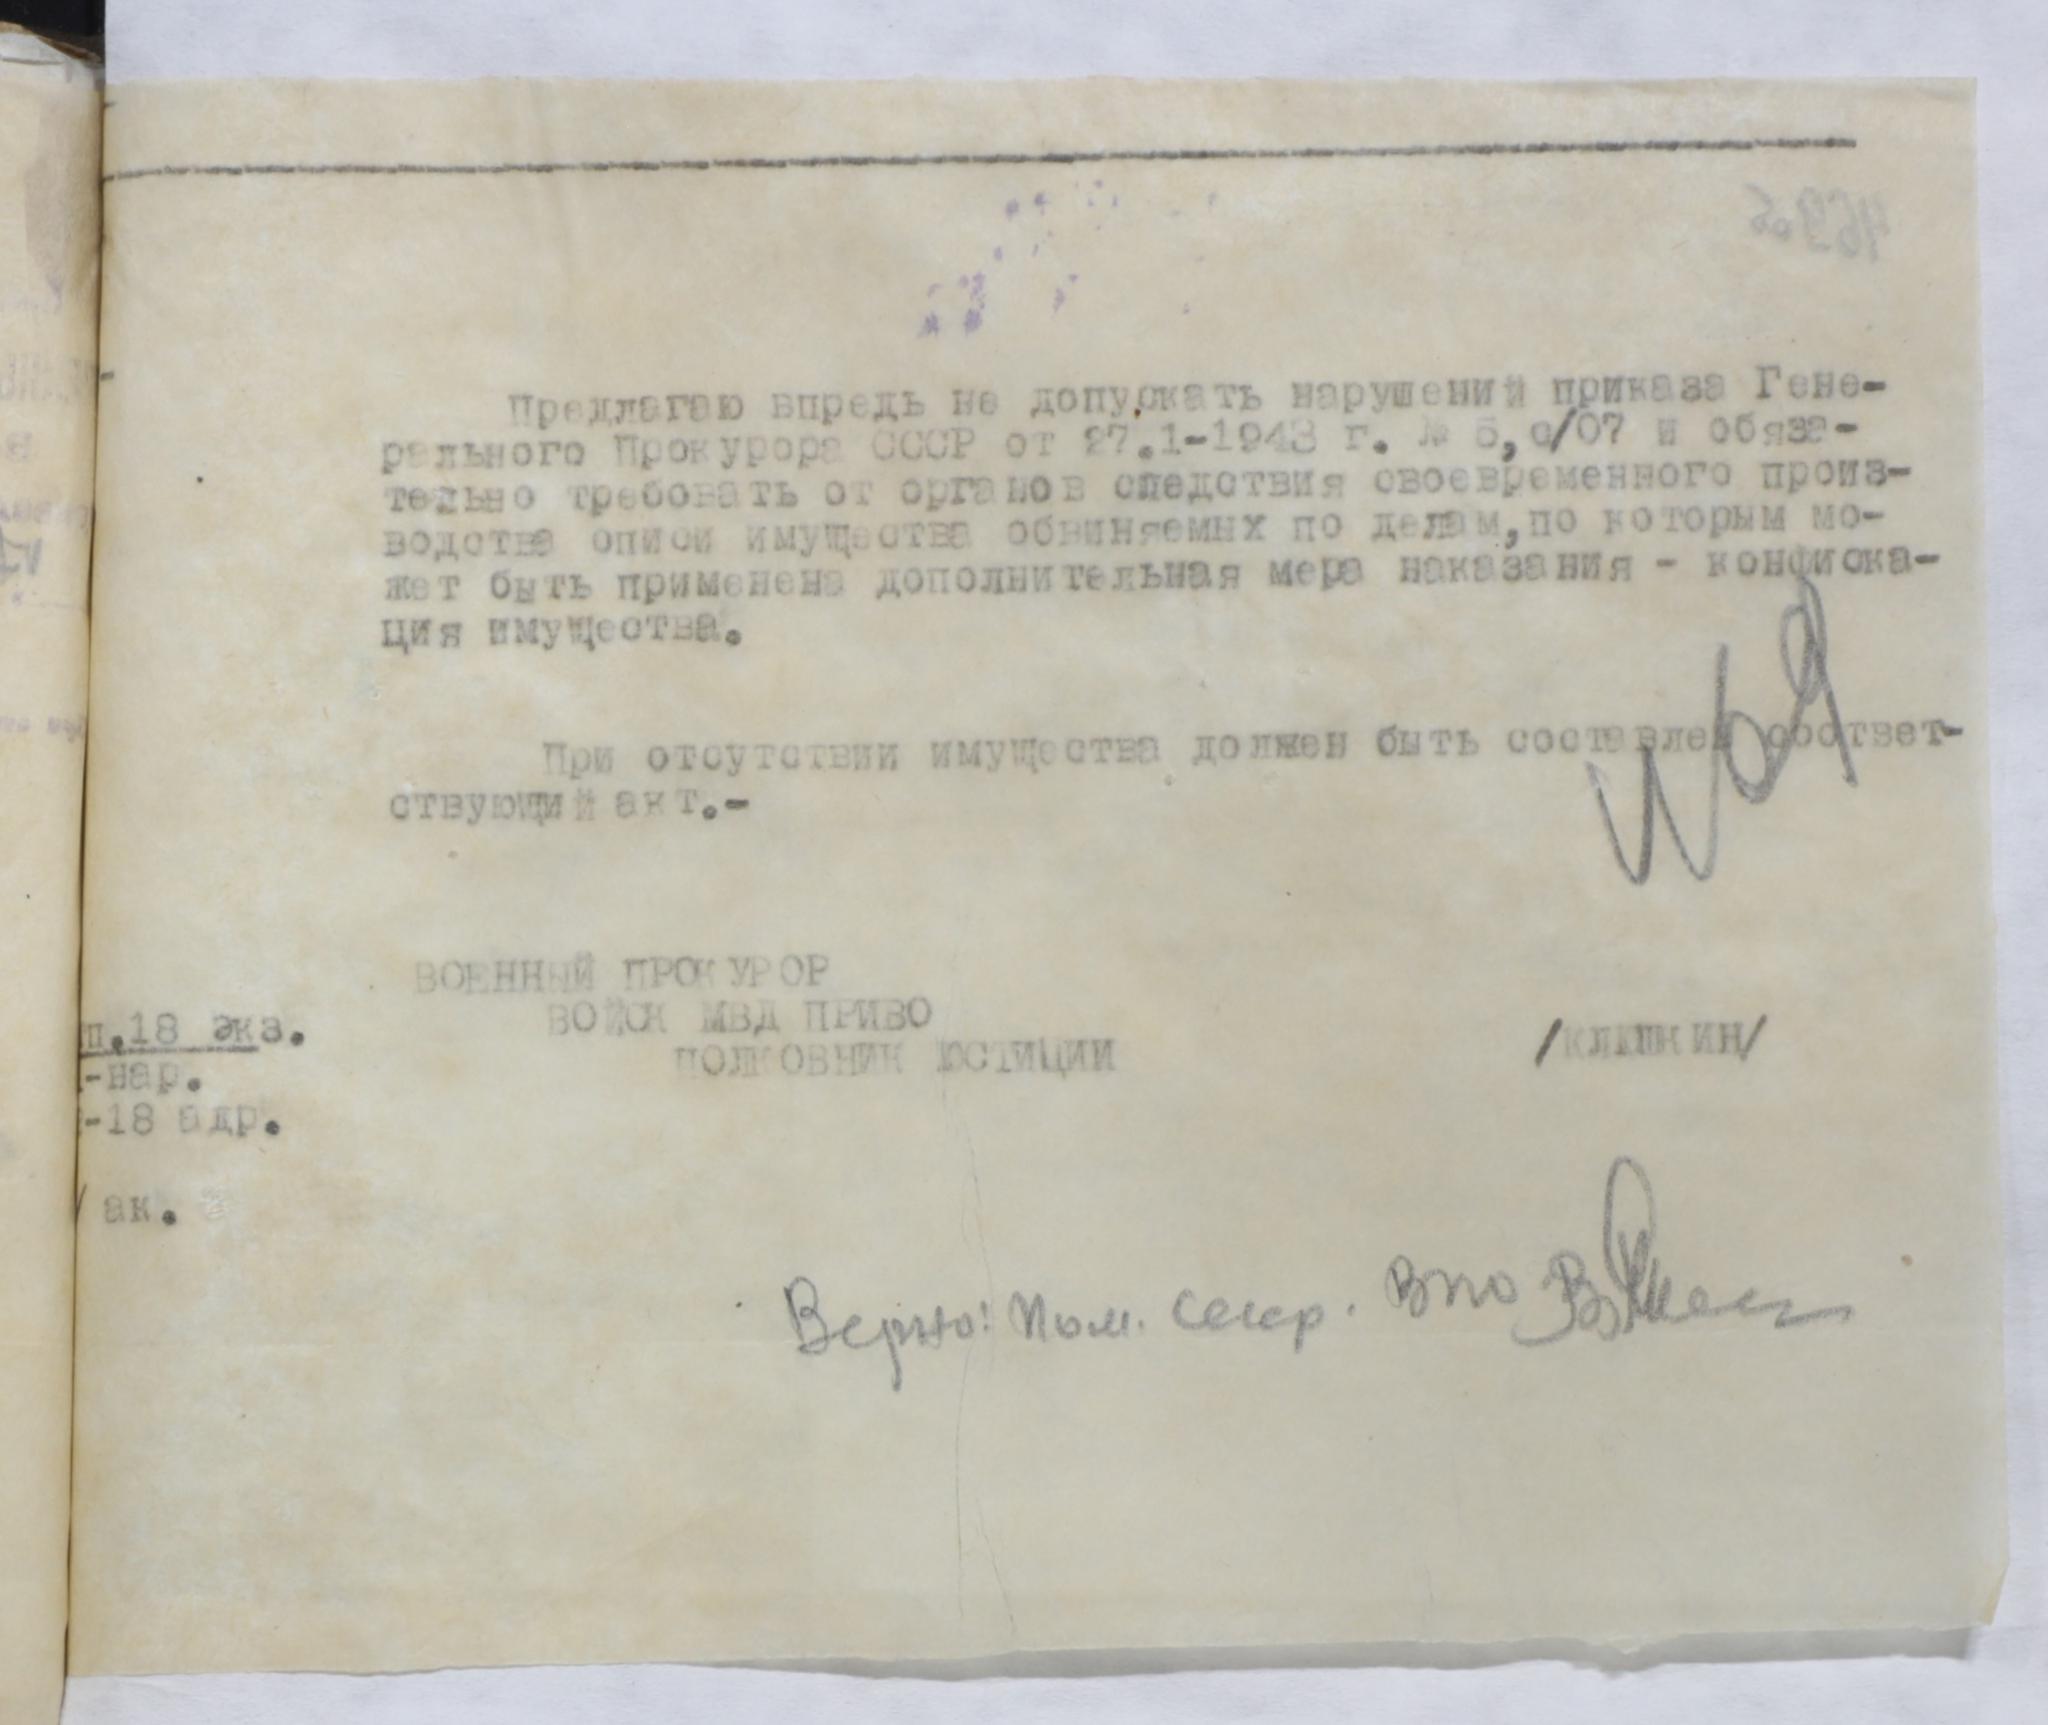 Предлагаю впредь не допускать нарушений приказа Гене-
рального Прокурора СССР от 27.1-1943 г. № 5,с/07 и обяза-
тельно требовать от органов следствия своевременного произ-
водства описи имущества обвиняемых по делам,по которым мо-
жет быть применена дополнительная мера наказания - конфиска-
ция имущества.
При отсутствии имущества должен быть составлен соответ-
ствующий акт.-
ВОЕННЫЙ ПРОКУРОР
ВОЙСК МВД ПРИВО
ПОЛКОВНИК ЮСТИЦИИ
/КЛЮШКИН/
п.18 экз.
-нар.
-18 адр.
ак.
Верно: Пом. секр. ВПО